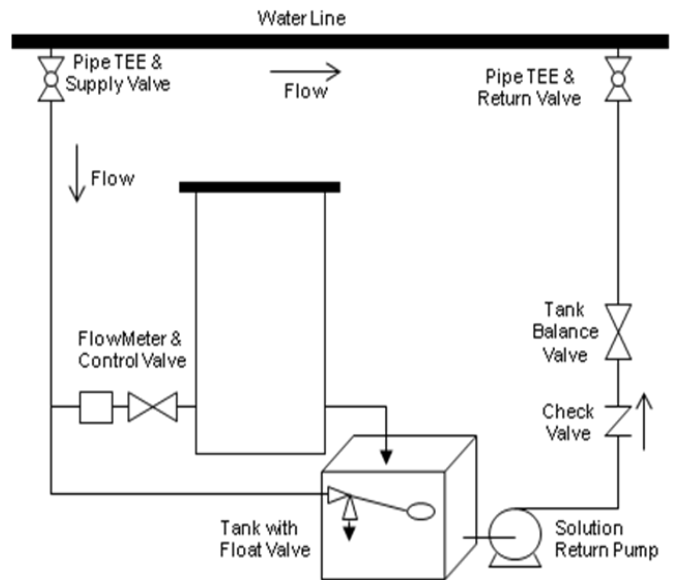 Water Line
Pipe TEE &
Supply Valve
Flow
Pipe TEE &
Return Valve
Flow
FlowMeter &
Control Valve
Tank
Balance
Valve
Check
Valve
Tank with
Float Valve
Solution
Return Pump